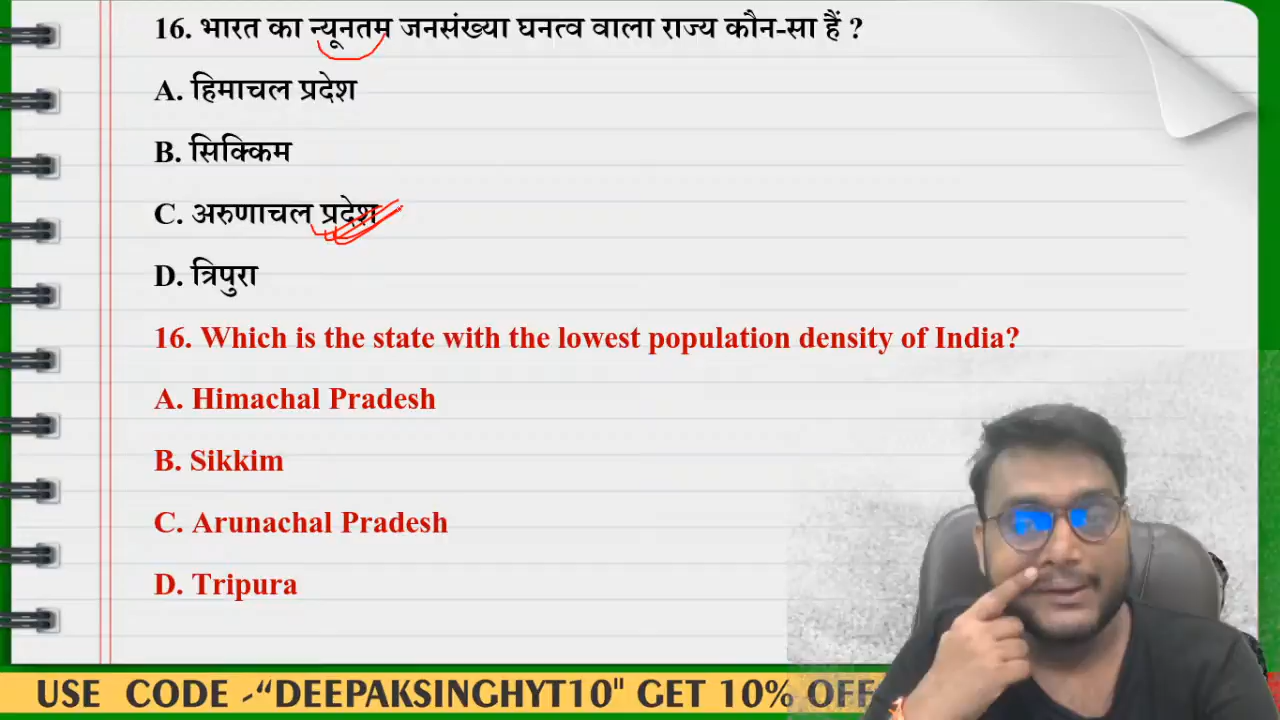 16. भारत का न्यूनतम जनसंख्या घनत्व वाला राज्य कौन-सा हैं ?
A. हिमाचल प्रदेश
B. सिक्किम
C. अरुणाचल प्रदेश
D. त्रिपुरा
16. Which is the state with the lowest population density of India?
A. Himachal Pradesh
B. Sikkim
C. Arunachal Pradesh
D. Tripura
USE CODE -“DEEPAKSINGHYT10" GET 10% OFF